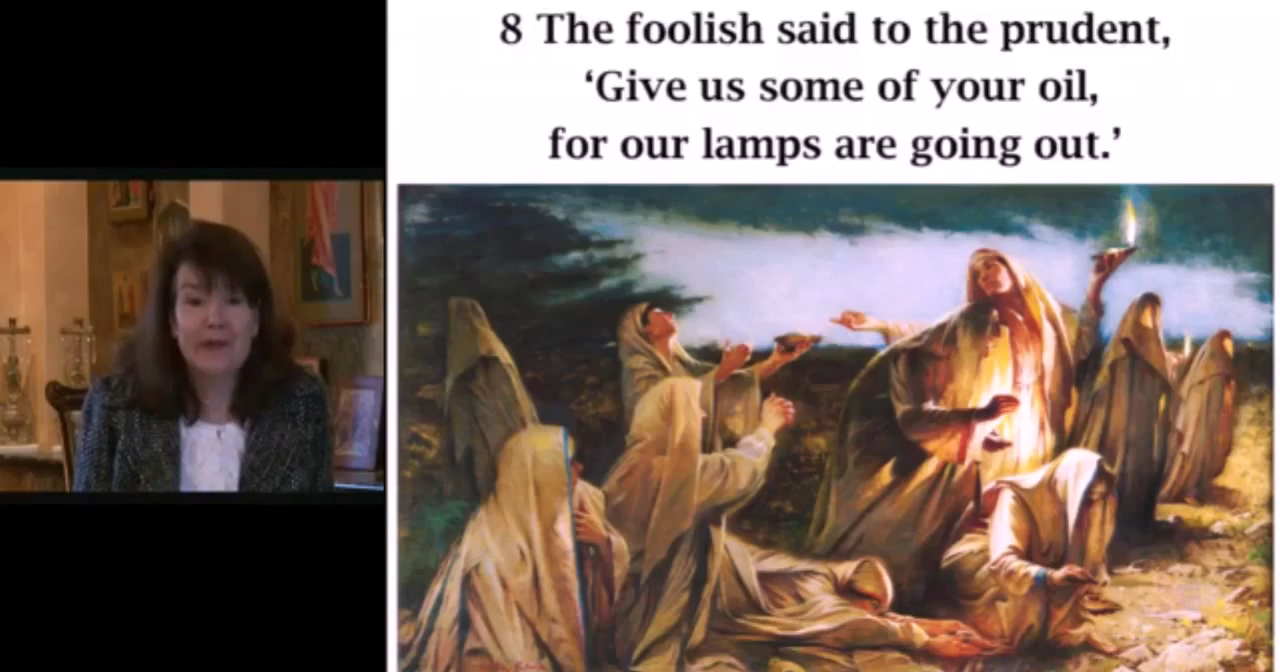 8 The foolish said to the prudent,
‘Give us some of your oil,
for our lamps are going out.’